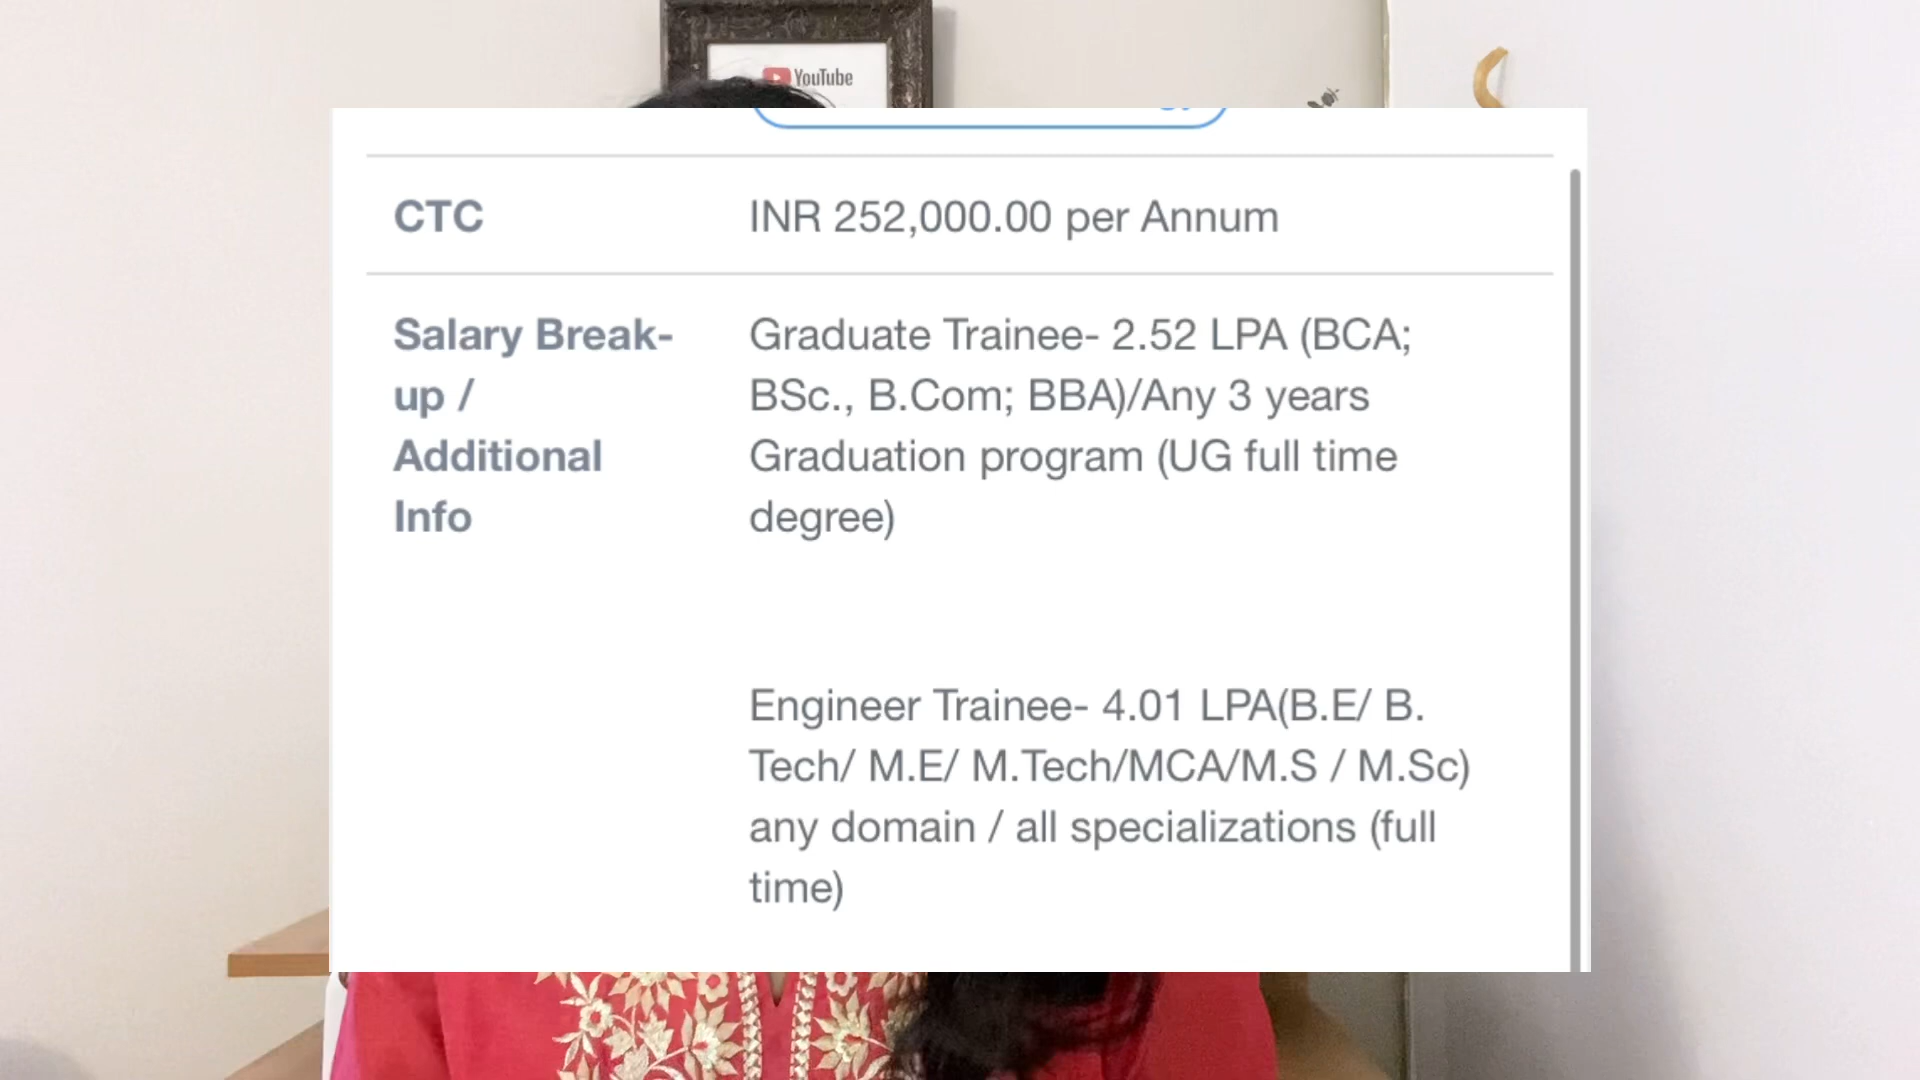 YouTube
CTC
INR 252,000.00 per Annum
Salary Break-
up /
Additional
Info
Graduate Trainee- 2.52 LPA (BCA;
BSc., B.Com; BBA)/Any 3 years
Graduation program (UG full time
degree)
Engineer Trainee- 4.01 LPA(B.E/ B.
Tech/ M.E/ M.Tech/MCA/M.S / M.Sc)
any domain / all specializations (full
time)